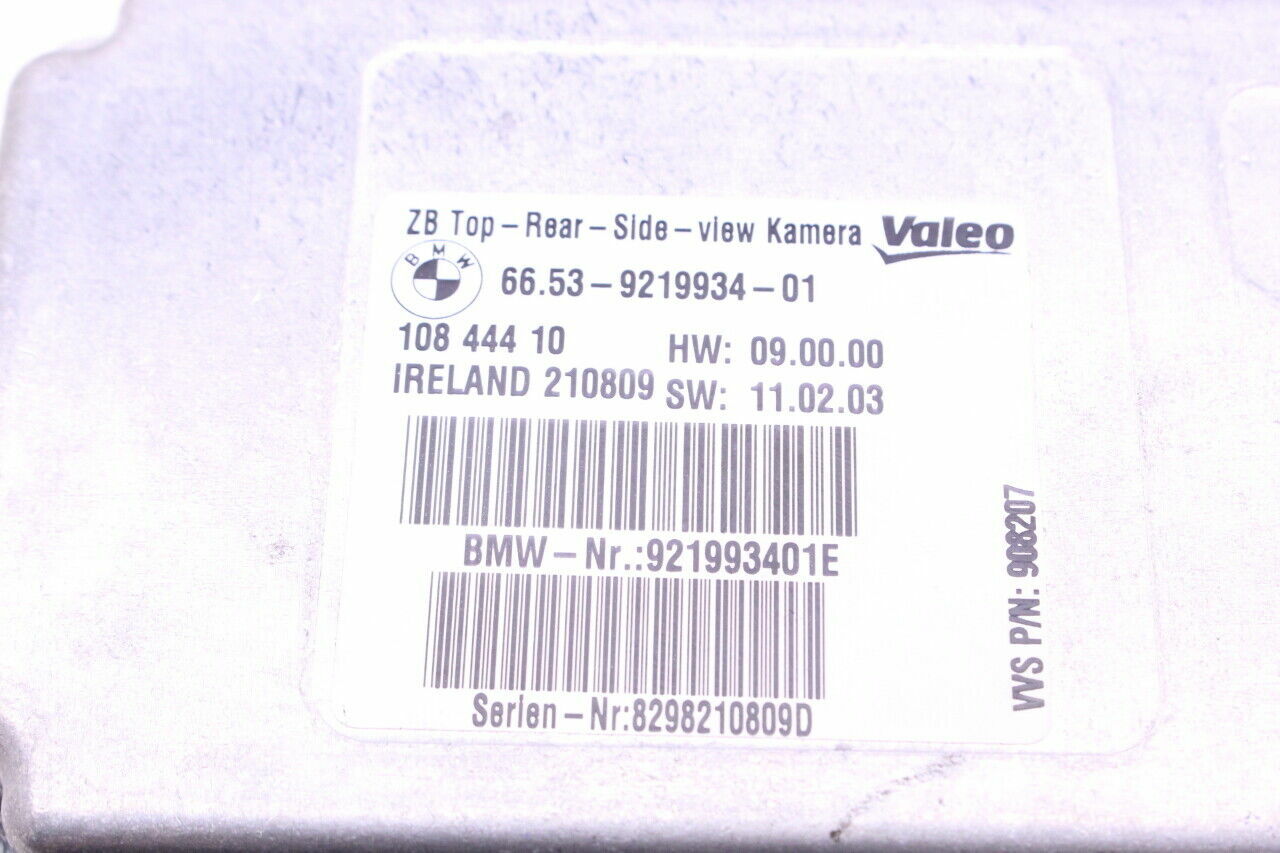 ZB Top-Rear-Side-view Kamera Valeo
BMW 66.53-9219934-01
108 444 10 HW: 09.00.00
IRELAND 210809 SW: 11.02.03
BMW-Nr.:921993401E
Serien-Nr:8298210809D
VVS P/N: 908207